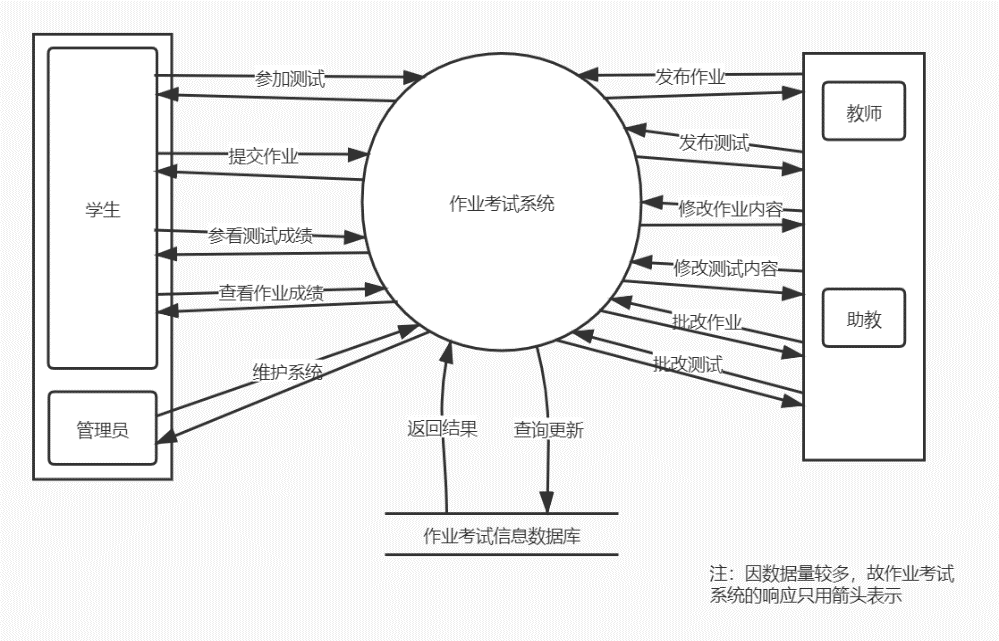 参加测试
提交作业
学生
参看测试成绩
查看作业成绩
维护系统
管理员
作业考试系统
返回结果
查询更新
作业考试信息数据库
发布作业
教师
发布测试
修改作业内容
修改测试内容
助教
批改作业
批改测试
注：因数据量较多，故作业考试
系统的响应只用箭头表示